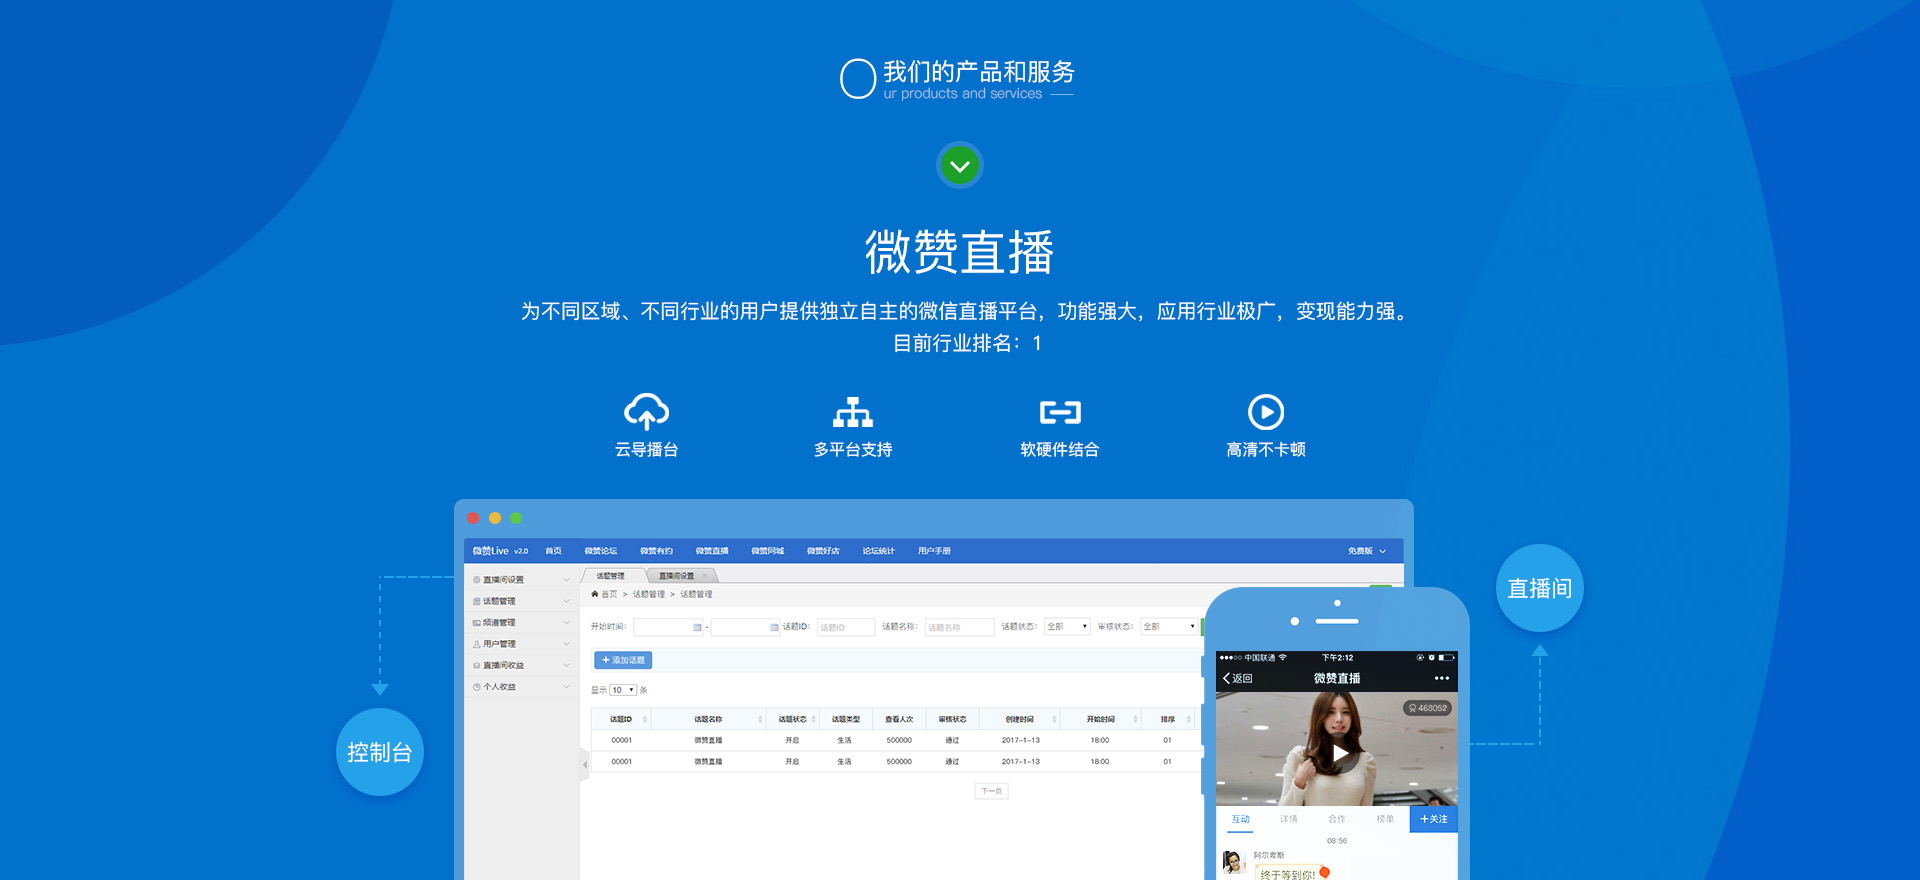 我们的产品和服务
ur products and services
微赞直播
为不同区域、不同行业的用户提供独立自主的微信直播平台，功能强大，应用行业极广，变现能力强。
目前行业排名：1
云导播台 多平台支持 软硬件结合 高清不卡顿
微赞Live v2.0 首页 微赞论坛 微赞有约 微赞直播 微赞同城 微赞好店 论坛统计 用户手册 免费版
直播间设置
话题管理
频道管理
用户管理
直播间收益
个人收益
话题管理 直播间设置 ×
首页 > 话题管理 > 话题管理
开始时间： - 话题ID： 话题ID 话题名称： 话题名称 话题状态： 全部 审核状态： 全部
+ 添加话题
显示 10 条
话题ID 话题名称 话题状态 话题类型 查看人次 审核状态 创建时间 开始时间 排序
00001 微赞直播 开启 生活 500000 通过 2017-1-13 18:00 01
00001 微赞直播 开启 生活 500000 通过 2017-1-13 18:00 01
下一页
控制台
直播间
中国联通 下午2:12
返回 微赞直播
463052
互动 详情 合作 榜单 +关注
08:56
阿尔卑斯
终于等到你!